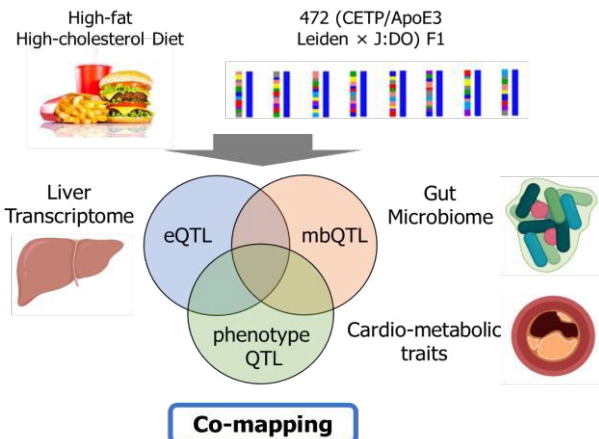 High-fat
High-cholesterol Diet
472 (CETP/ApoE3
Leiden × J:DO) F1
Liver
Transcriptome
eQTL
mbQTL
Gut
Microbiome
phenotype
QTL
Cardio-metabolic
traits
Co-mapping